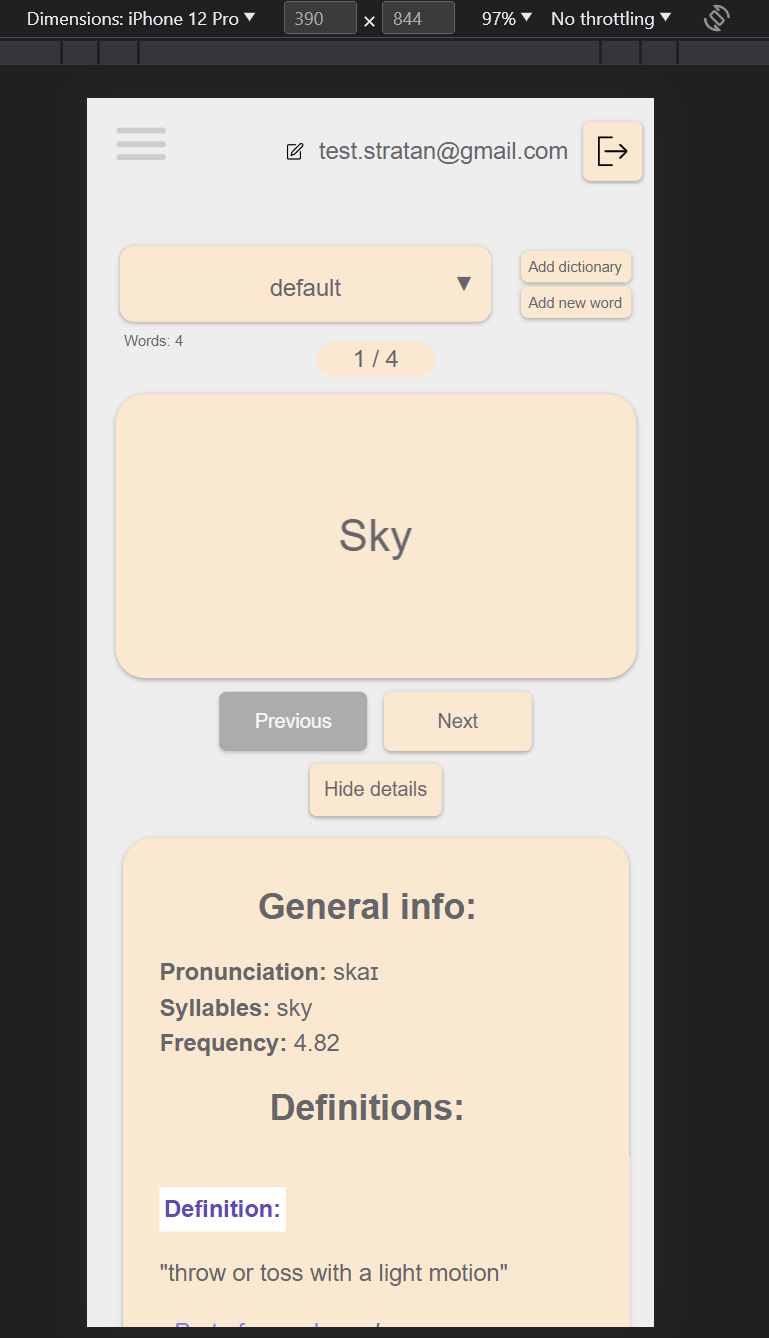 Dimensions: iPhone 12 Pro ▼ 390 × 844 97% ▼ No throttling ▼
test.stratan@gmail.com
default ▼
Add dictionary
Add new word
Words: 4
1 / 4
Sky
Previous Next
Hide details
General info:
Pronunciation: skaɪ
Syllables: sky
Frequency: 4.82
Definitions:
Definition:
"throw or toss with a light motion"